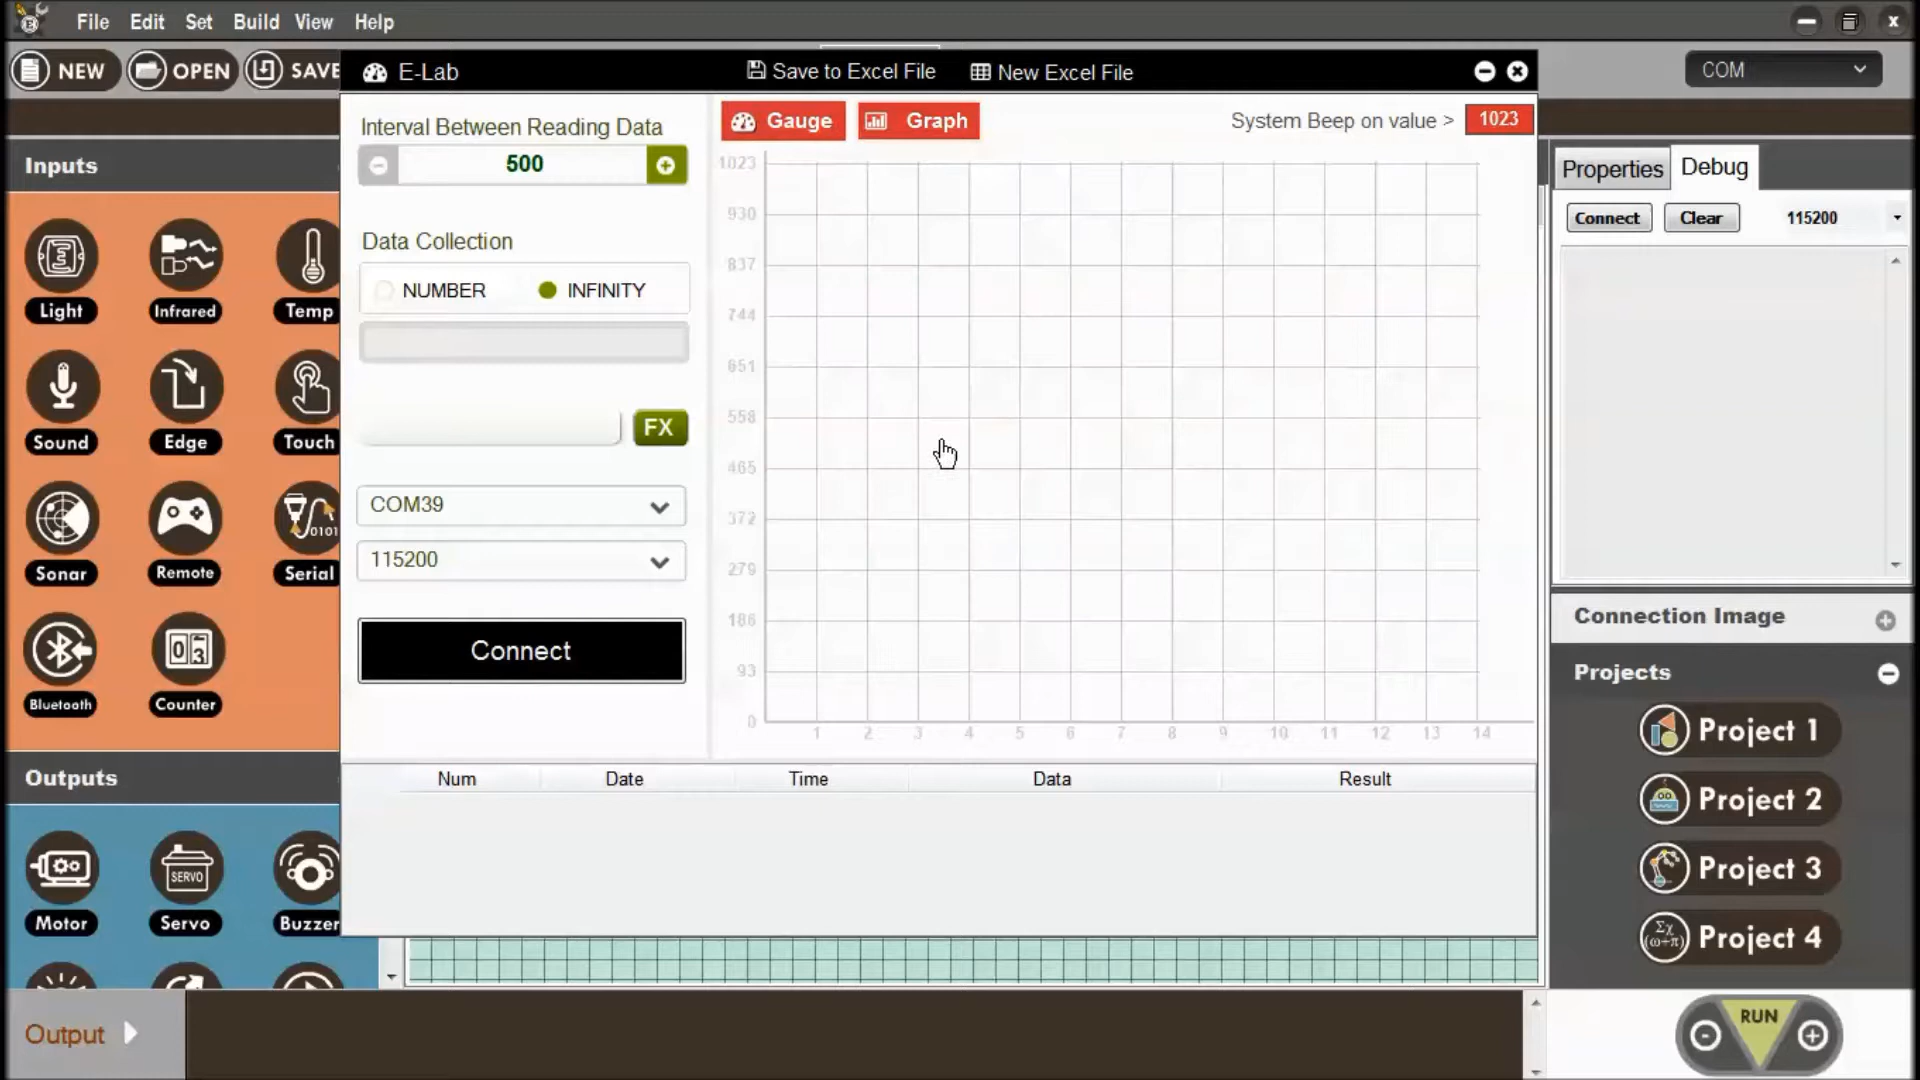 File Edit Set Build View Help
NEW OPEN SAVE
E-Lab Save to Excel File New Excel File
COM
Interval Between Reading Data
500
Gauge Graph
System Beep on value > 1023
Data Collection
NUMBER INFINITY
FX
COM39
115200
Connect
1023
930
837
744
651
558
465
372
279
186
93
0
1 2 3 4 5 6 7 8 9 10 11 12 13 14
Num Date Time Data Result
Inputs
Light Infrared Temp
Sound Edge Touch
Sonar Remote Serial
0101
Bluetooth Counter
03
Outputs
SERVO
Motor Servo Buzzer
Output
Properties Debug
Connect Clear 115200
Connection Image
Projects
Project 1
Project 2
Project 3
Σχ
(ω+π)
Project 4
RUN